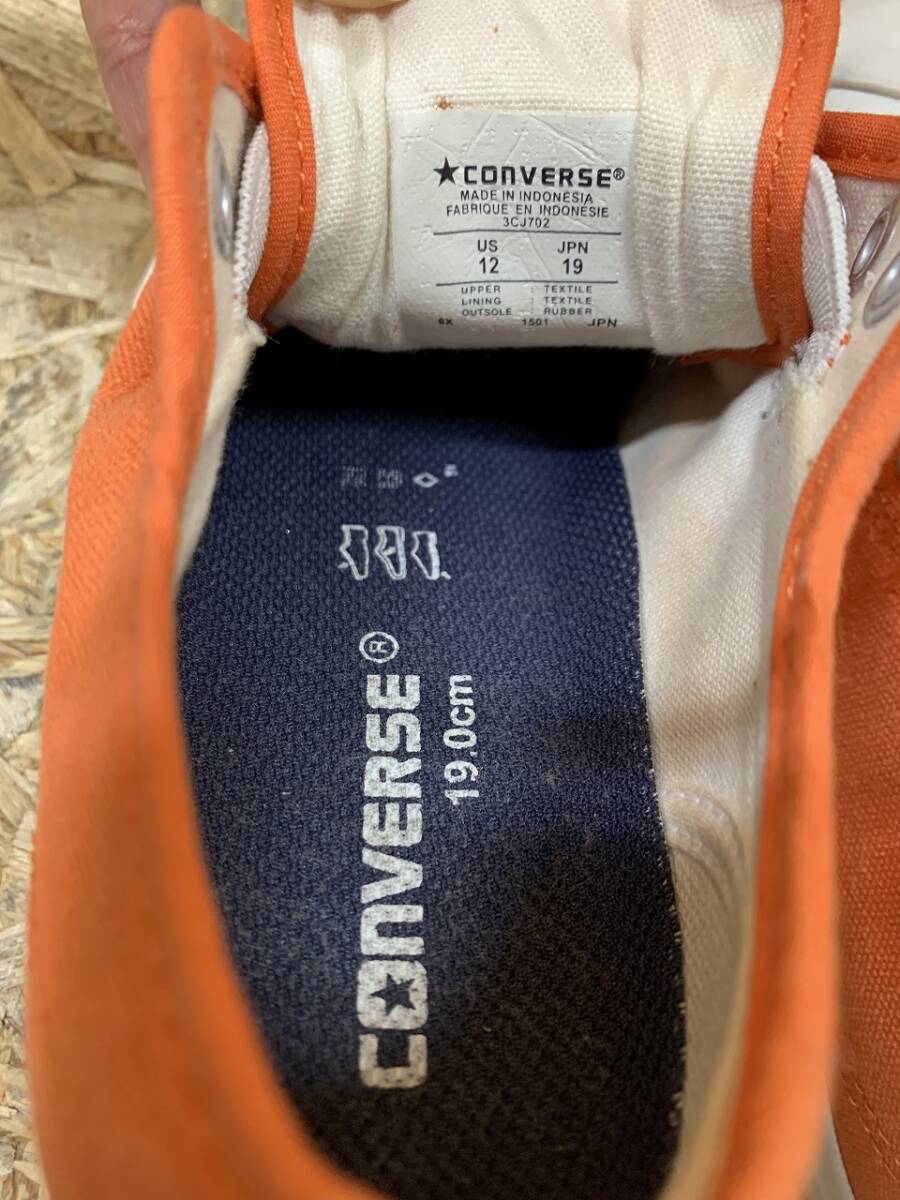 ★CONVERSE®
MADE IN INDONESIA
FABRIQUE EN INDONESIE
3CJ702
US JPN
12 19
UPPER TEXTILE
LINING TEXTILE
OUTSOLE RUBBER
6X 1501 JPN
CONVERSE®
19.0cm